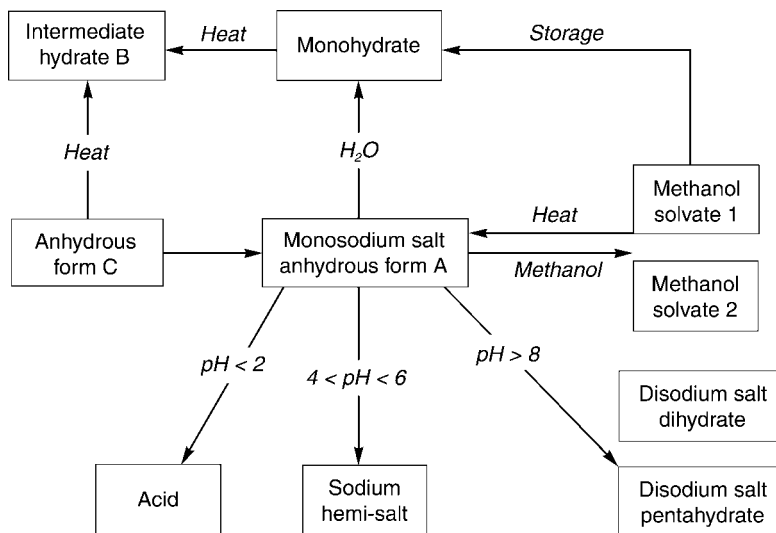 Intermediate
hydrate B
Heat
Monohydrate
Storage
Heat
H₂O
Methanol
solvate 1
Anhydrous
form C
Monosodium salt
anhydrous form A
Heat
Methanol
Methanol
solvate 2
pH < 2
4 < pH < 6
pH > 8
Disodium salt
dihydrate
Acid
Sodium
hemi-salt
Disodium salt
pentahydrate